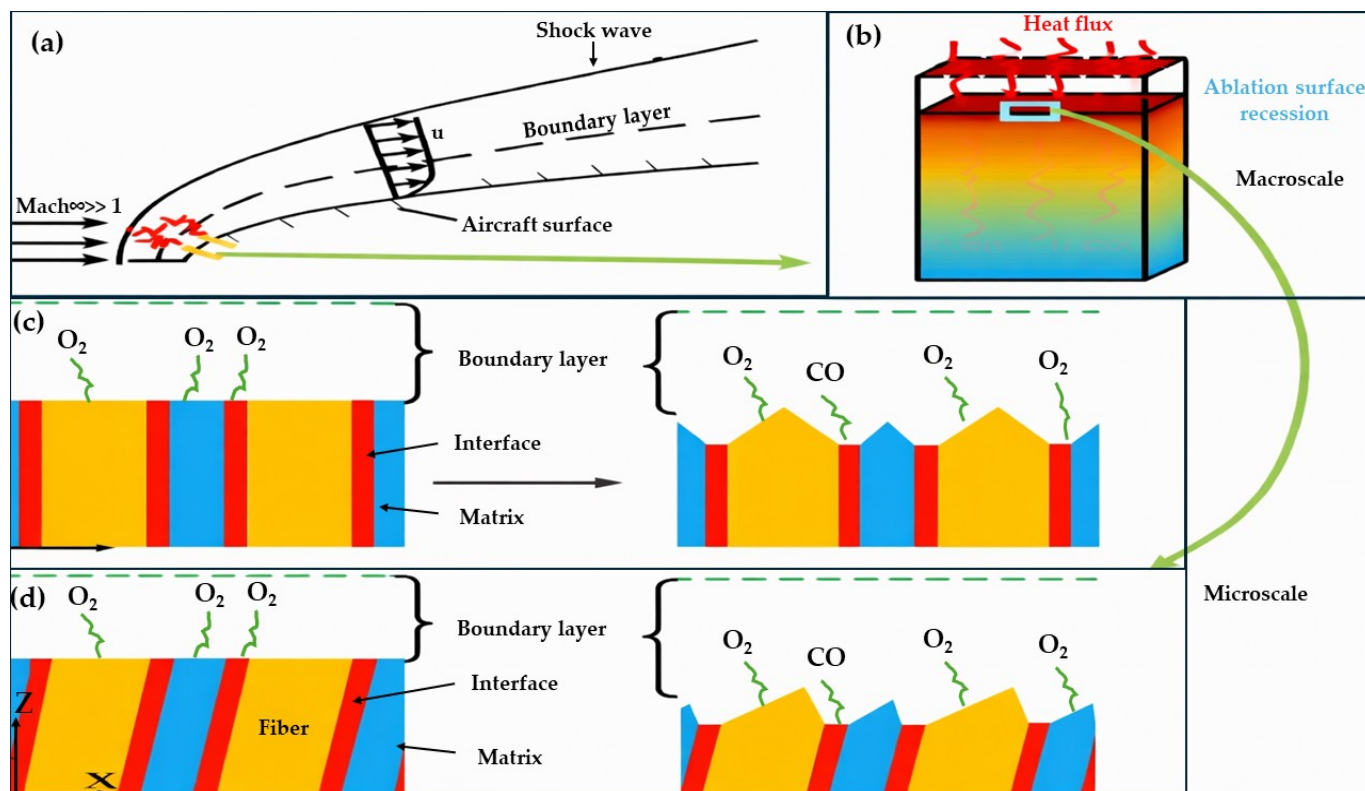 (a)
Shock wave
u
Boundary layer
Mach∞>> 1
Aircraft surface
(b)
Heat flux
Ablation surface
recession
Macroscale
(c)
O₂
O₂
O₂
Boundary layer
Interface
Matrix
O₂
CO
O₂
O₂
(d)
O₂
O₂
O₂
Boundary layer
Interface
Fiber
Matrix
Z
X
O₂
CO
O₂
O₂
Microscale